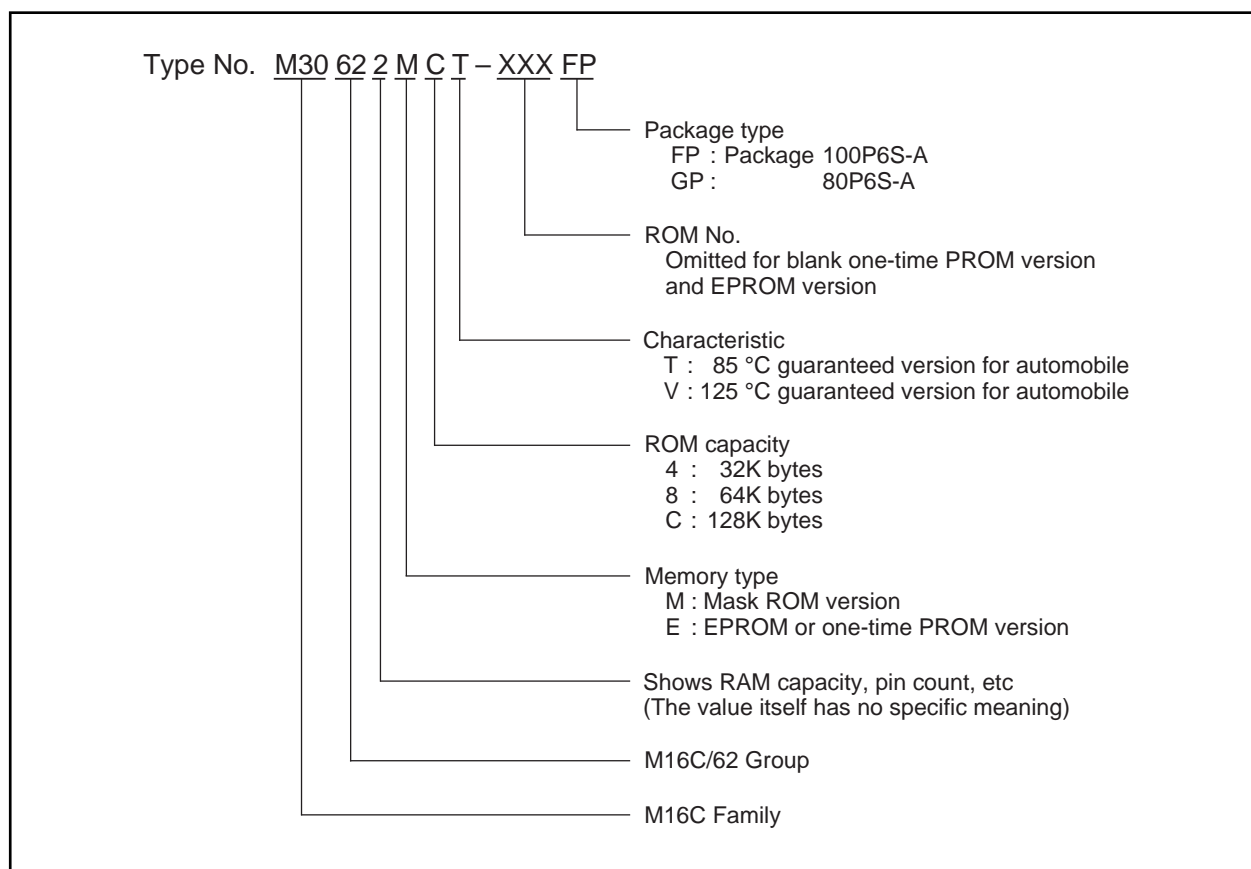 Type No. M30 62 2 M C T – XXX FP
Package type
FP : Package 100P6S-A
GP : 80P6S-A
ROM No.
Omitted for blank one-time PROM version
and EPROM version
Characteristic
T : 85 °C guaranteed version for automobile
V : 125 °C guaranteed version for automobile
ROM capacity
4 : 32K bytes
8 : 64K bytes
C : 128K bytes
Memory type
M : Mask ROM version
E : EPROM or one-time PROM version
Shows RAM capacity, pin count, etc
(The value itself has no specific meaning)
M16C/62 Group
M16C Family